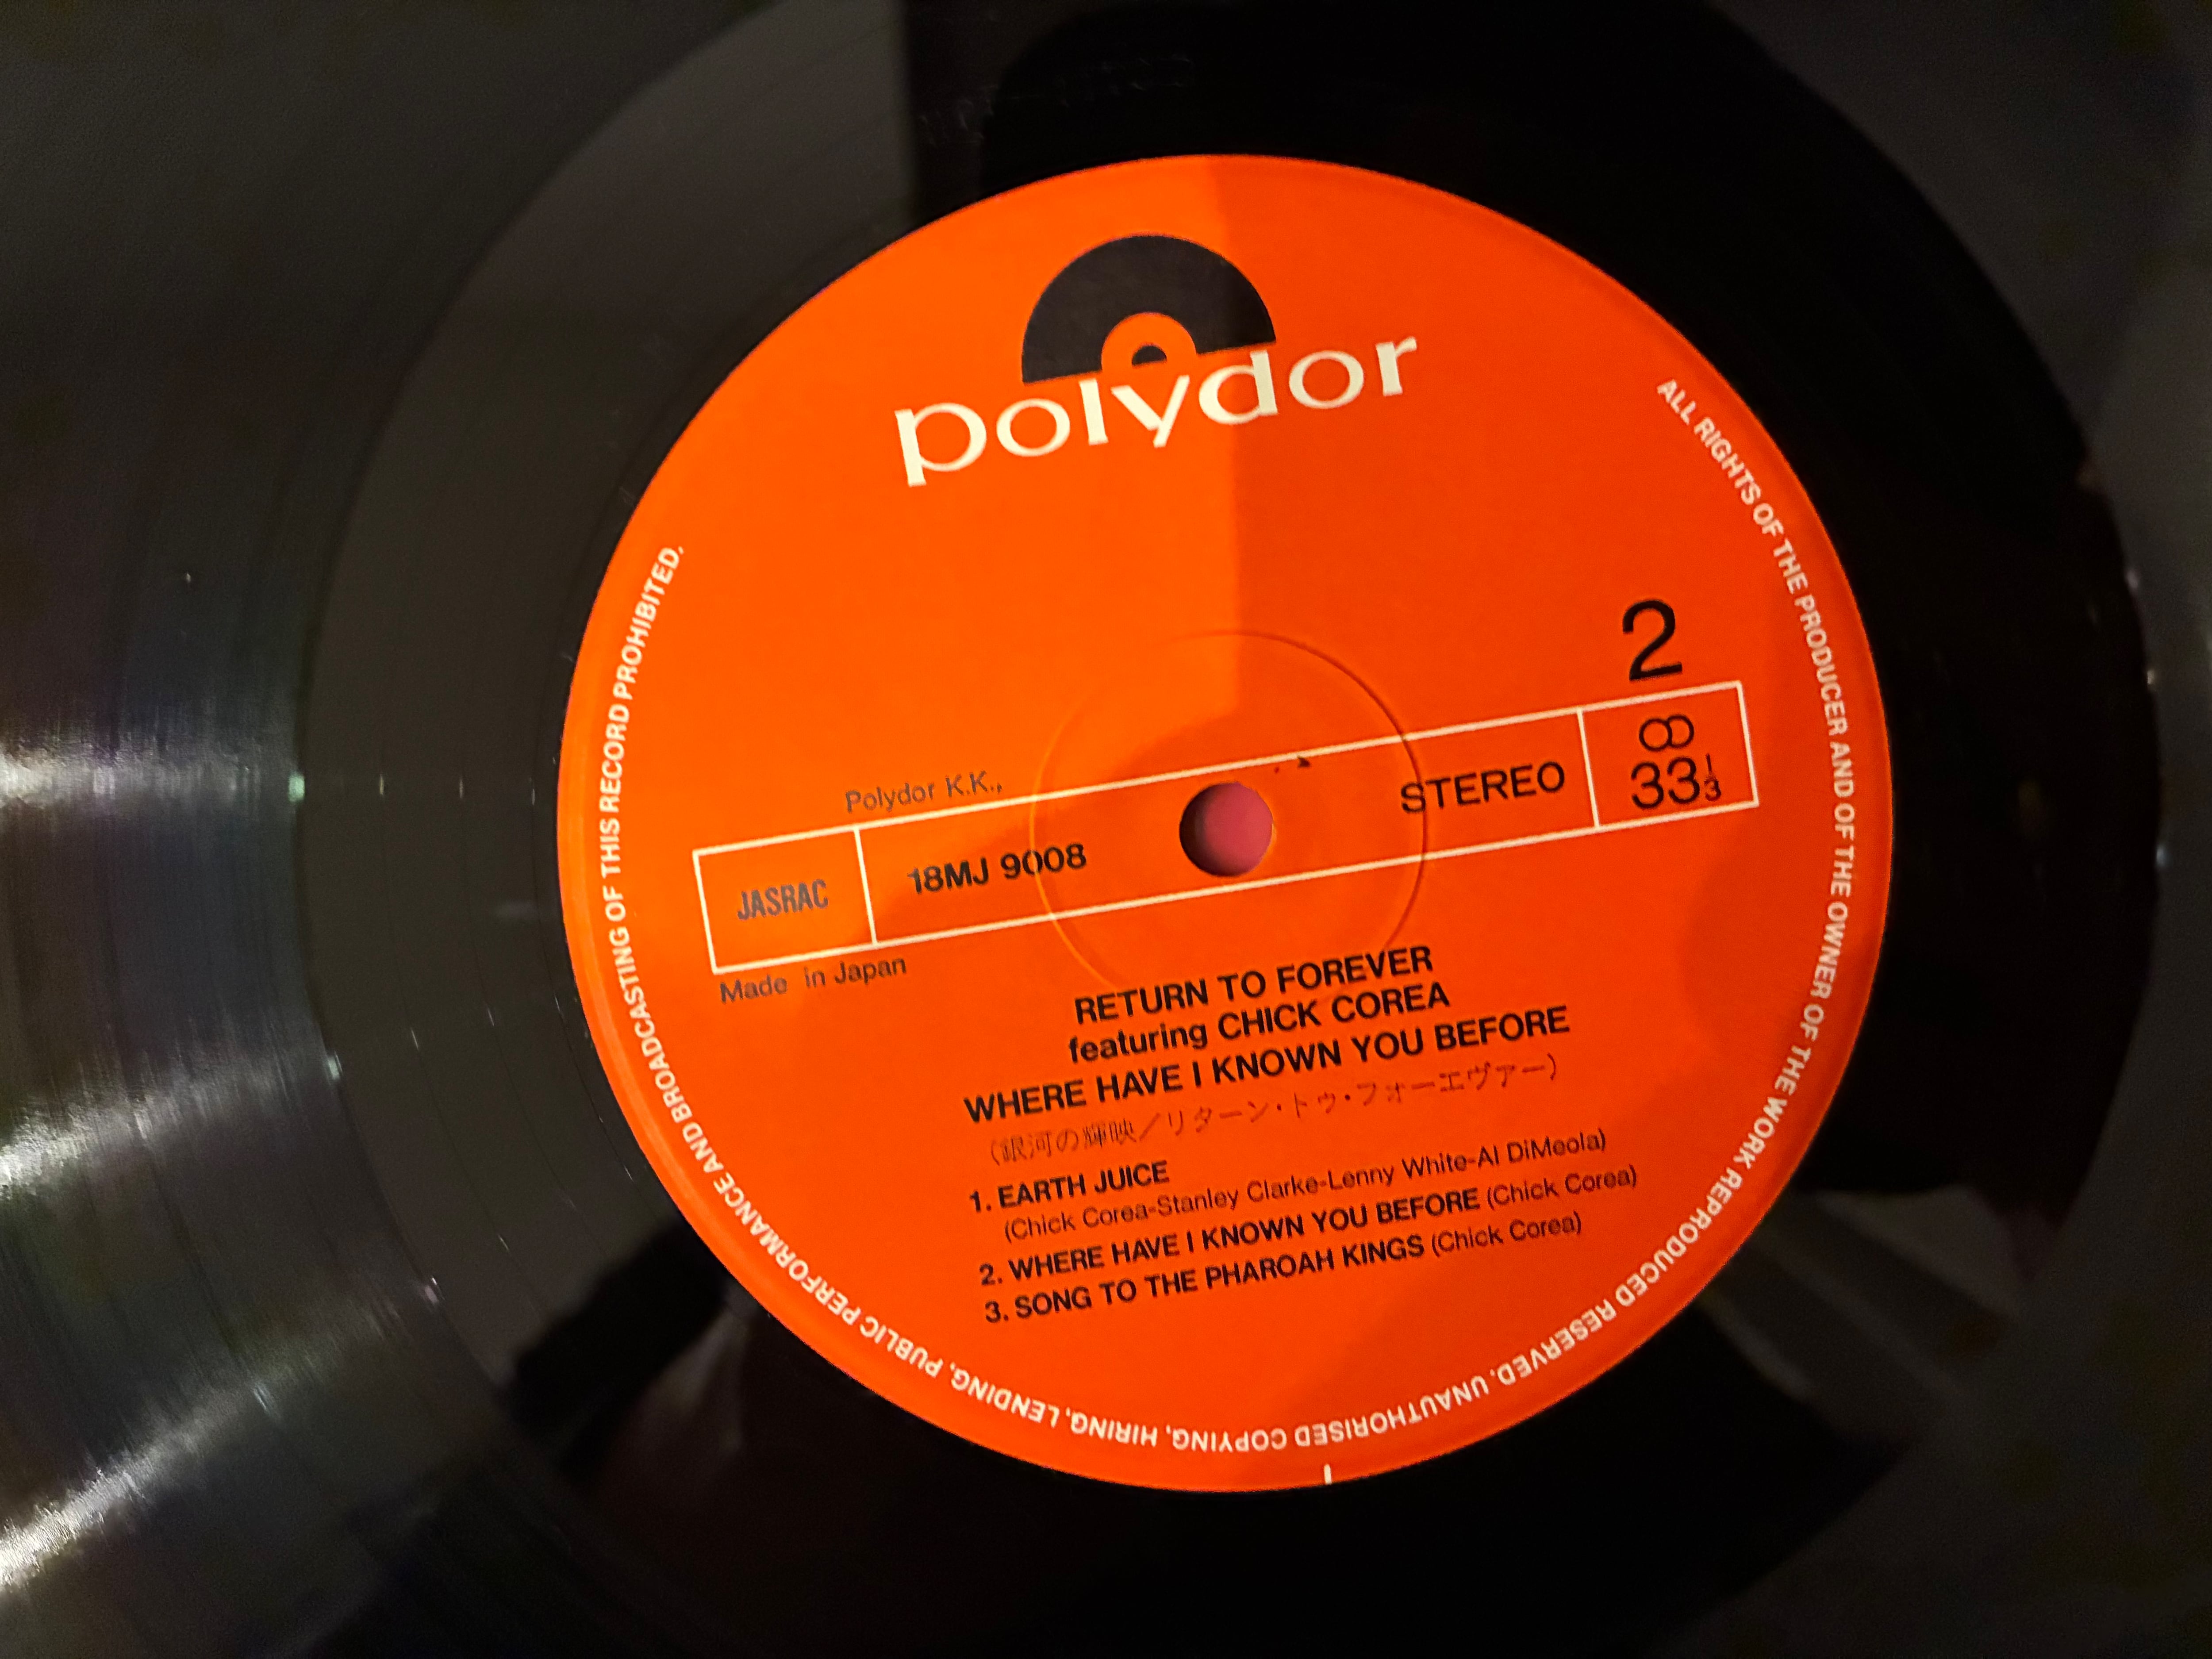 polydor
2
Polydor K.K.,
JASRAC
18MJ 9008
STEREO
33 1/3
Made in Japan
RETURN TO FOREVER
featuring CHICK COREA
WHERE HAVE I KNOWN YOU BEFORE
(銀河の輝映/リターン・トゥ・フォーエヴァー)
1. EARTH JUICE
(Chick Corea-Stanley Clarke-Lenny White-Al DiMeola)
2. WHERE HAVE I KNOWN YOU BEFORE (Chick Corea)
3. SONG TO THE PHAROAH KINGS (Chick Corea)
ALL RIGHTS OF THE PRODUCER AND OF THE OWNER OF THE WORK REPRODUCED RESERVED. UNAUTHORISED COPYING, HIRING, LENDING, PUBLIC PERFORMANCE AND BROADCASTING OF THIS RECORD PROHIBITED.